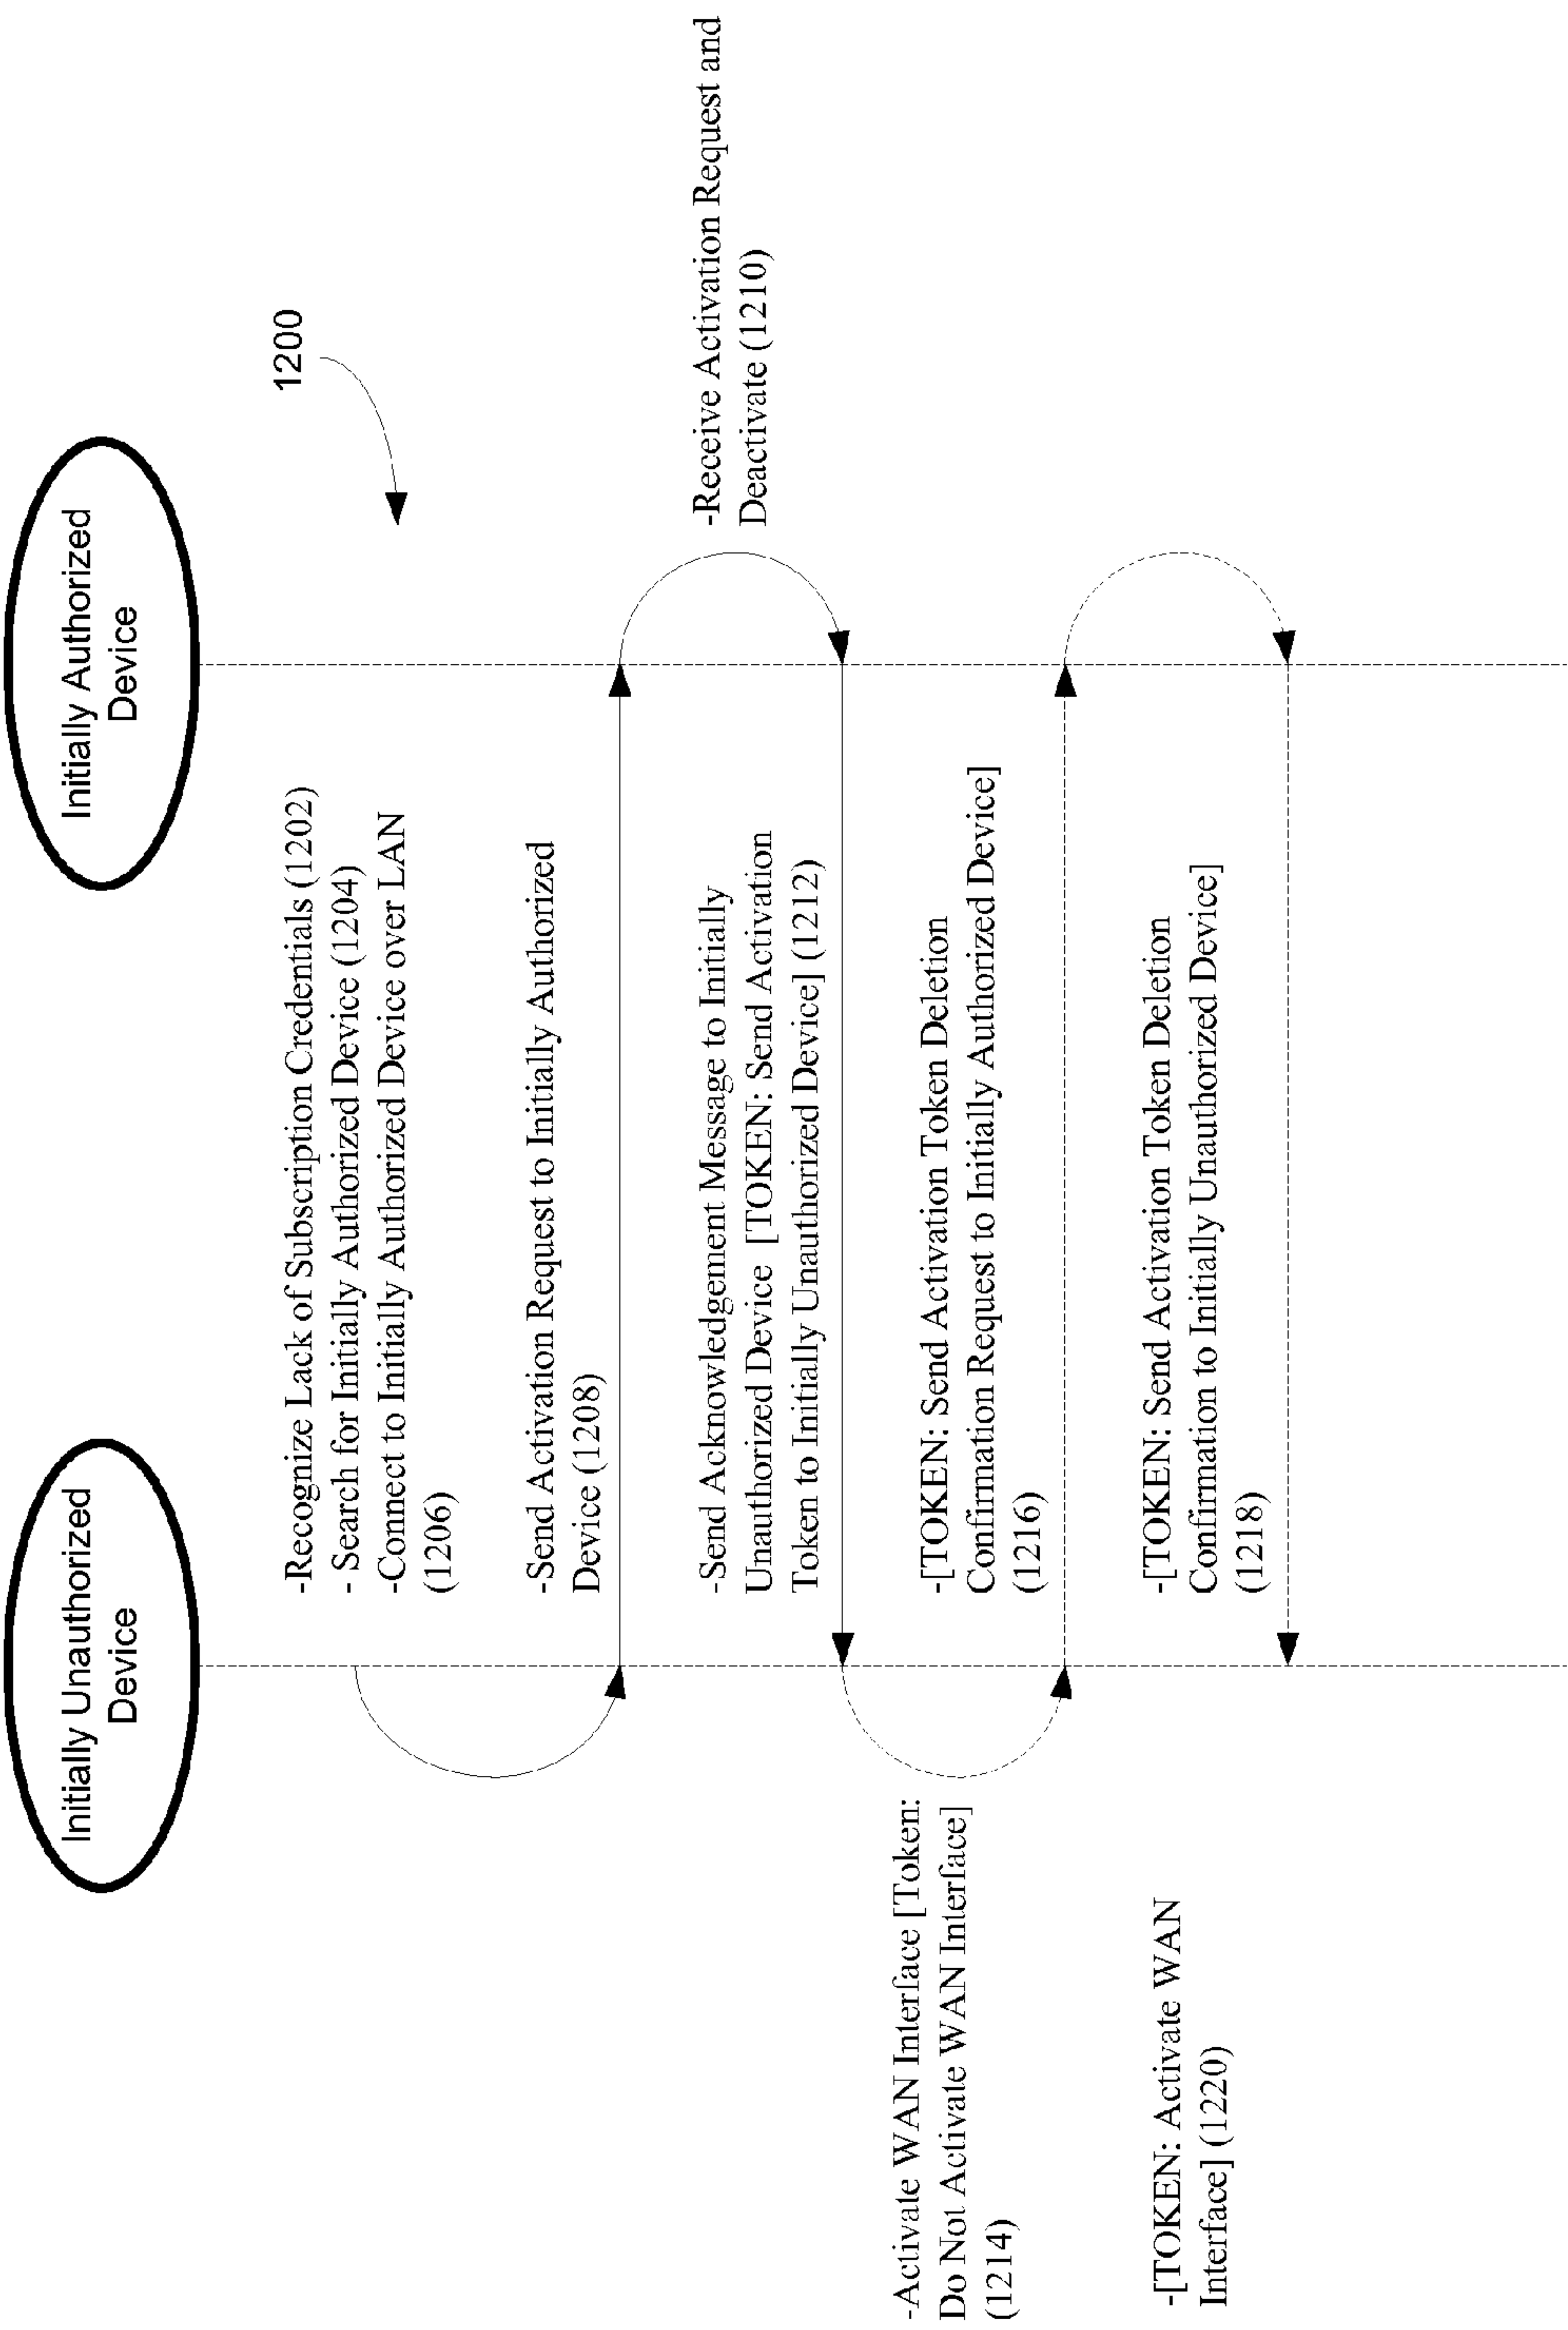 Initially Unauthorized
Device
Initially Authorized
Device
1200
-Recognize Lack of Subscription Credentials (1202)
- Search for Initially Authorized Device (1204)
-Connect to Initially Authorized Device over LAN
(1206)
-Send Activation Request to Initially Authorized
Device (1208)
-Receive Activation Request and
Deactivate (1210)
-Send Acknowledgement Message to Initially
Unauthorized Device [TOKEN: Send Activation
Token to Initially Unauthorized Device] (1212)
-Activate WAN Interface [Token:
Do Not Activate WAN Interface]
(1214)
-[TOKEN: Send Activation Token Deletion
Confirmation Request to Initially Authorized Device]
(1216)
-[TOKEN: Send Activation Token Deletion
Confirmation to Initially Unauthorized Device]
(1218)
-[TOKEN: Activate WAN
Interface] (1220)